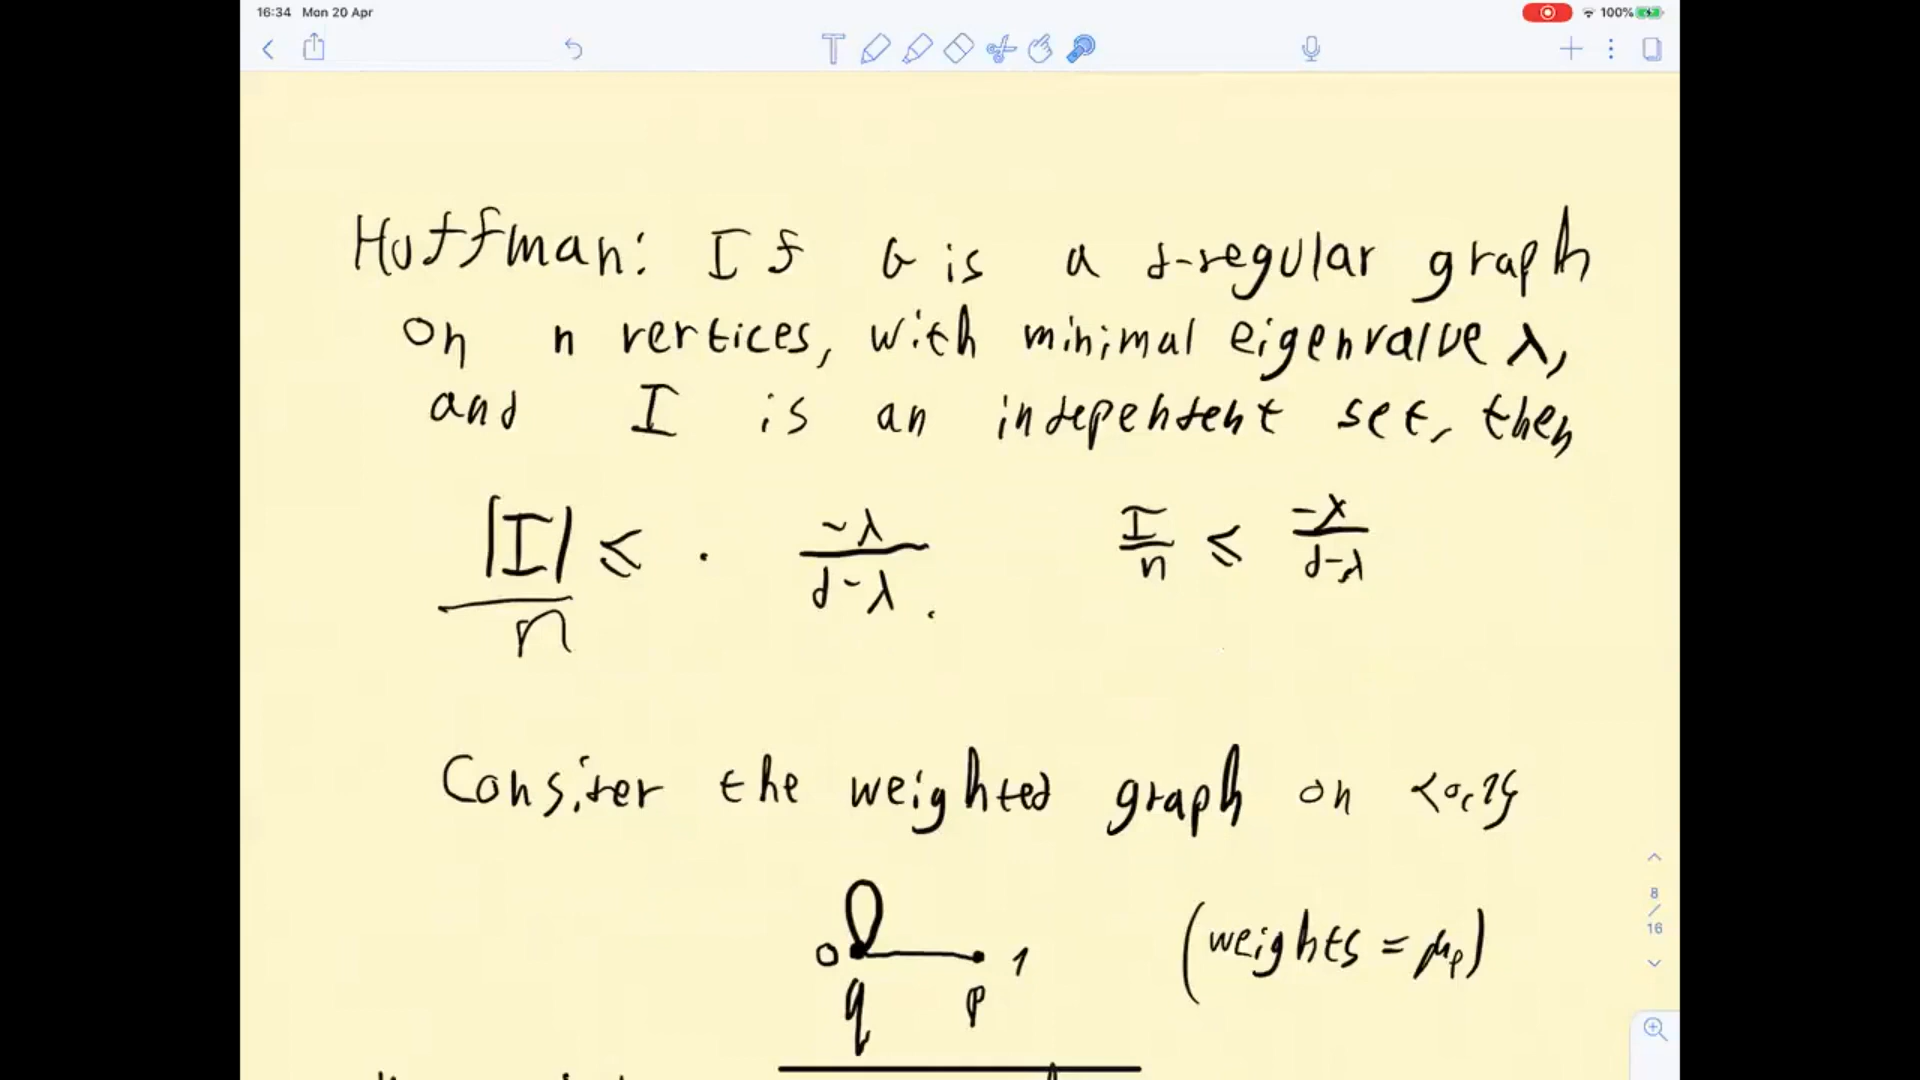 16:34 Mon 20 Apr
100%
Hoffman: If G is a d-regular graph
on n vertices, with minimal eigenvalue λ,
and I is an independent set, then
|I|/n ≤ . -λ/d-λ . I/n ≤ -λ/d-λ
Consider the weighted graph on {0,1}
0 1 (weights = μp)
q p
8/16